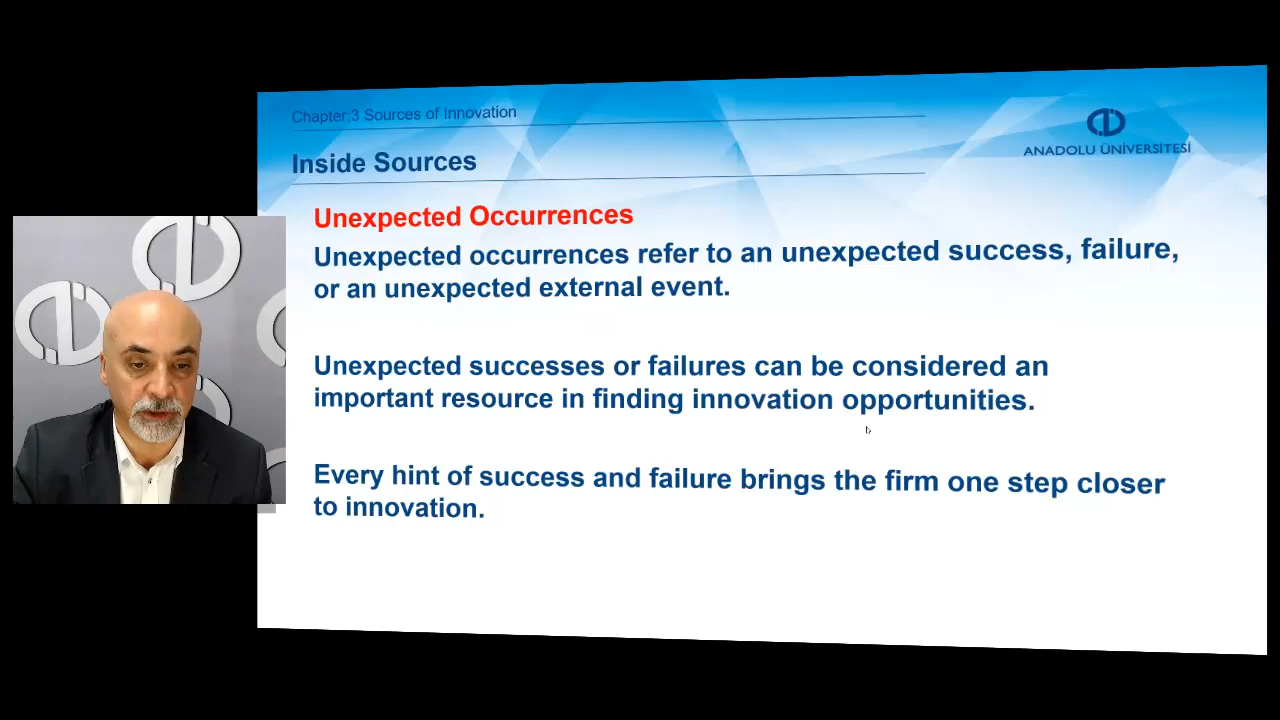 Chapter:3 Sources of Innovation
Inside Sources
ANADOLU ÜNİVERSİTESİ
Unexpected Occurrences
Unexpected occurrences refer to an unexpected success, failure,
or an unexpected external event.
Unexpected successes or failures can be considered an
important resource in finding innovation opportunities.
Every hint of success and failure brings the firm one step closer
to innovation.